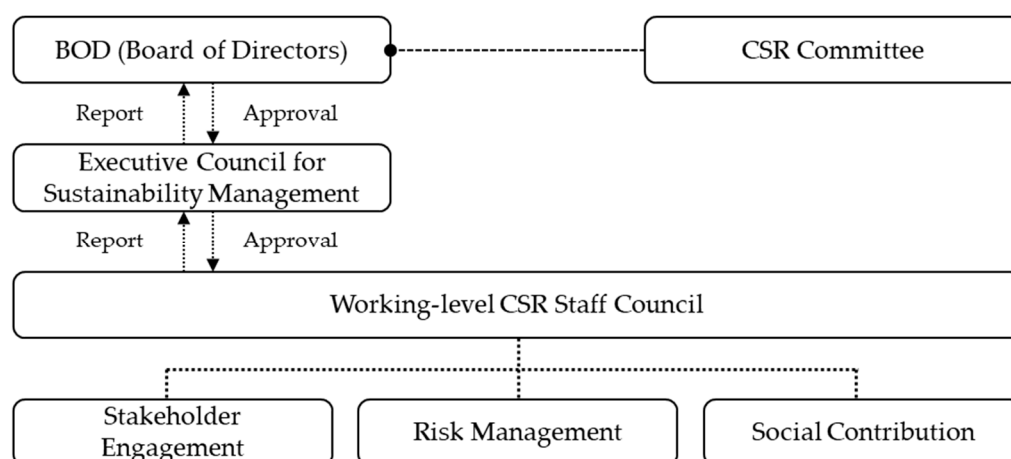 BOD (Board of Directors)
CSR Committee
Report
Approval
Executive Council for
Sustainability Management
Report
Approval
Working-level CSR Staff Council
Stakeholder
Engagement
Risk Management
Social Contribution